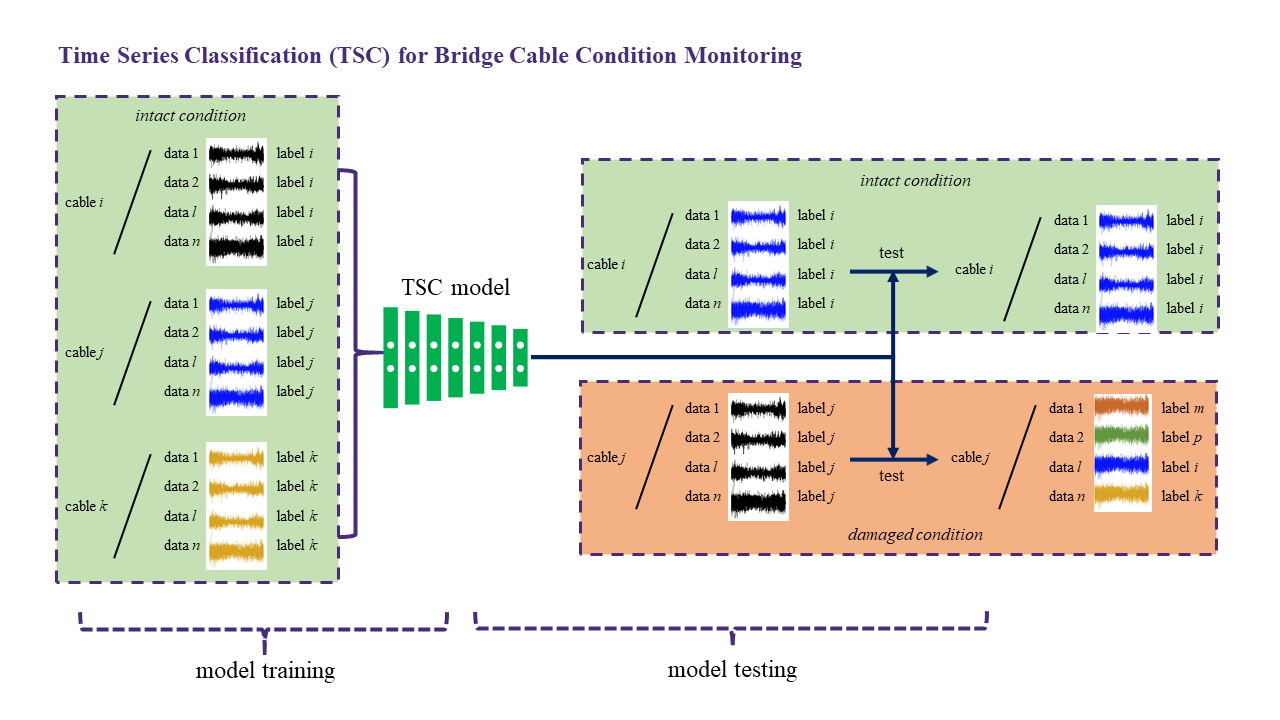 Time Series Classification (TSC) for Bridge Cable Condition Monitoring
intact condition
cable i
data 1 label i
data 2 label i
data l label i
data n label i
cable j
data 1 label j
data 2 label j
data l label j
data n label j
cable k
data 1 label k
data 2 label k
data l label k
data n label k
TSC model
intact condition
cable i
data 1 label i
data 2 label i
data l label i
data n label i
test
cable i
data 1 label i
data 2 label i
data l label i
data n label i
cable j
data 1 label j
data 2 label j
data l label j
data n label j
test
cable j
data 1 label m
data 2 label p
data l label i
data n label k
damaged condition
model training
model testing